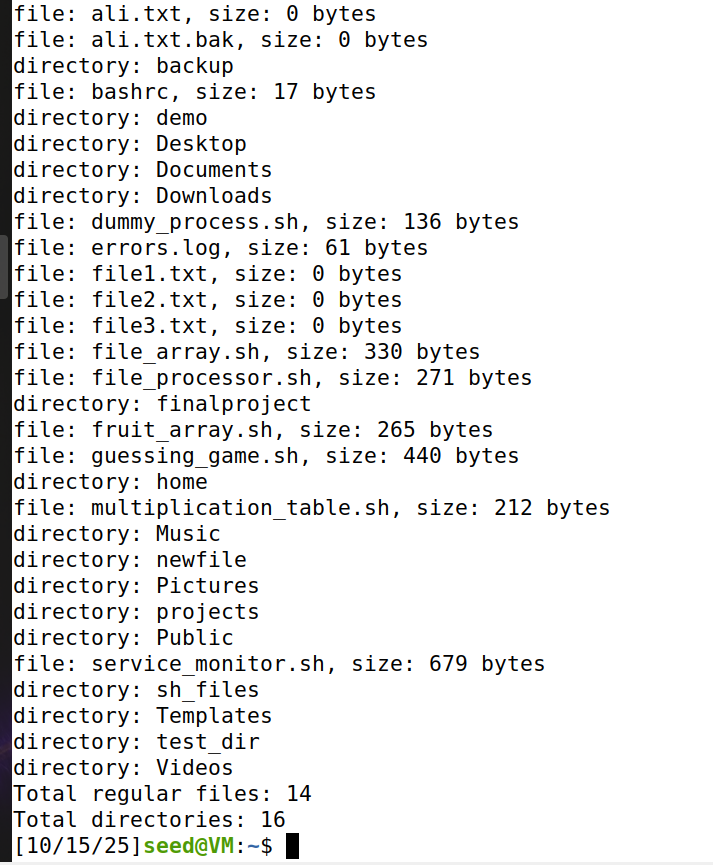 file: ali.txt, size: 0 bytes
file: ali.txt.bak, size: 0 bytes
directory: backup
file: bashrc, size: 17 bytes
directory: demo
directory: Desktop
directory: Documents
directory: Downloads
file: dummy_process.sh, size: 136 bytes
file: errors.log, size: 61 bytes
file: file1.txt, size: 0 bytes
file: file2.txt, size: 0 bytes
file: file3.txt, size: 0 bytes
file: file_array.sh, size: 330 bytes
file: file_processor.sh, size: 271 bytes
directory: finalproject
file: fruit_array.sh, size: 265 bytes
file: guessing_game.sh, size: 440 bytes
directory: home
file: multiplication_table.sh, size: 212 bytes
directory: Music
directory: newfile
directory: Pictures
directory: projects
directory: Public
file: service_monitor.sh, size: 679 bytes
directory: sh_files
directory: Templates
directory: test_dir
directory: Videos
Total regular files: 14
Total directories: 16
[10/15/25]seed@VM:~$